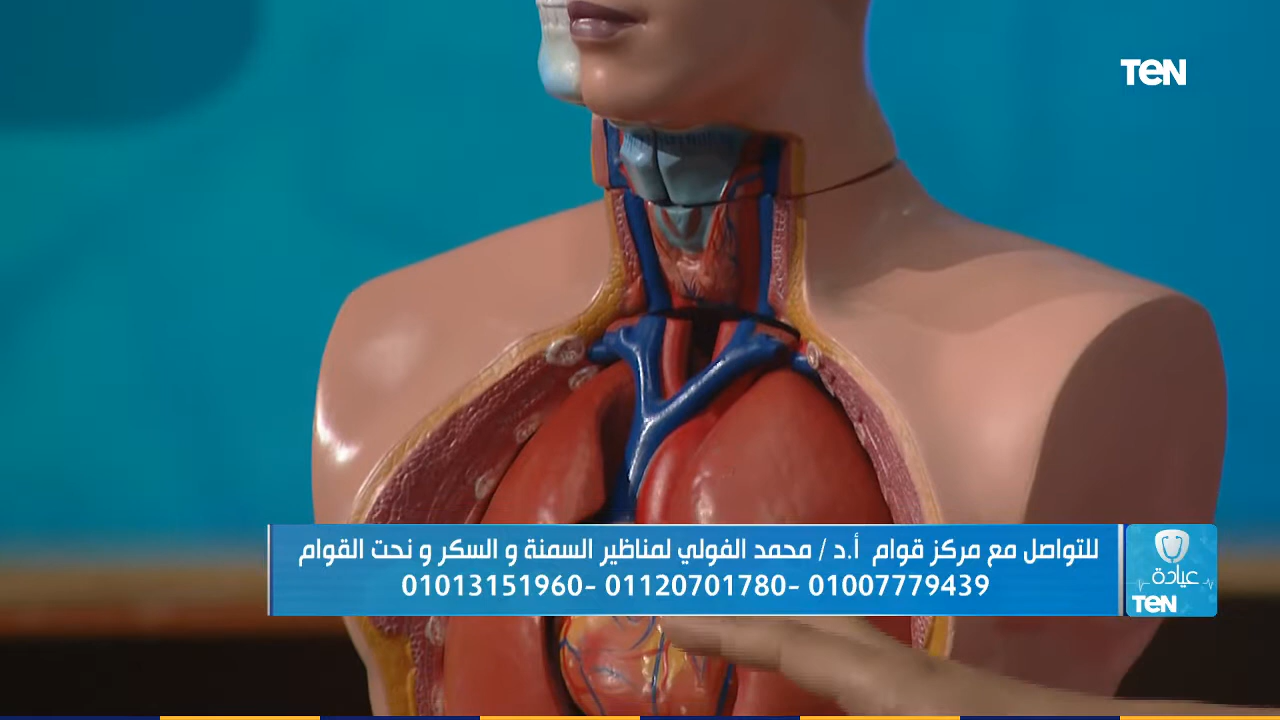 TEN
للتواصل مع مركز قوام أ.د / محمد الفولي لمناظير السمنة و السكر و نحت القوام
01013151960- 01120701780- 01007779439
عيادة
TEN